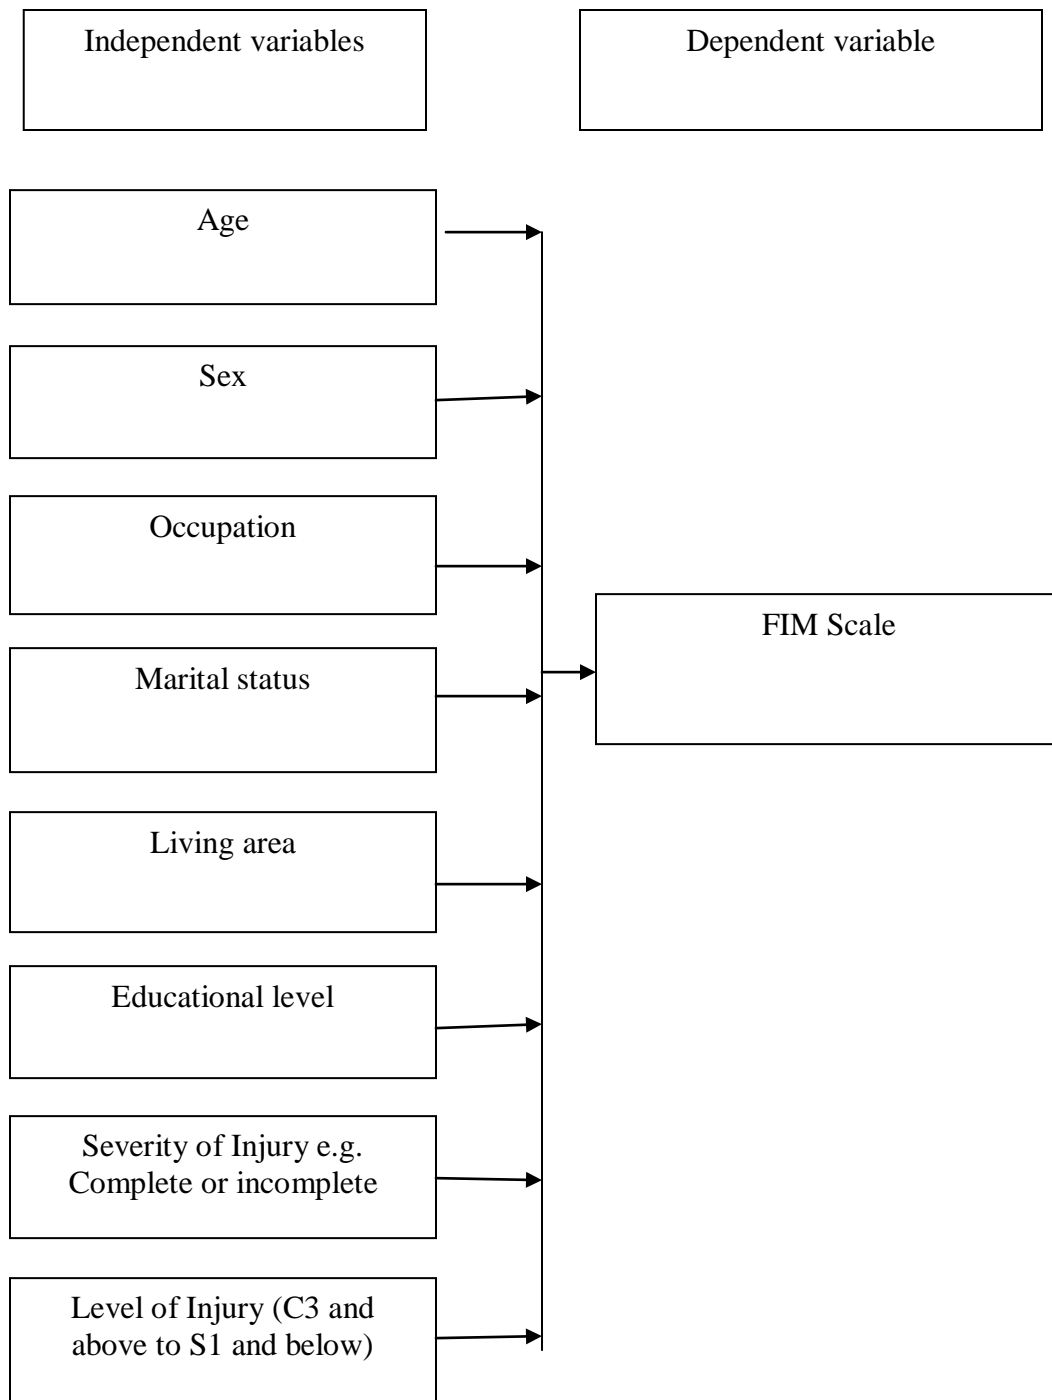 Independent variables
Dependent variable
Age
Sex
Occupation
FIM Scale
Marital status
Living area
Educational level
Severity of Injury e.g.
Complete or incomplete
Level of Injury (C3 and
above to S1 and below)